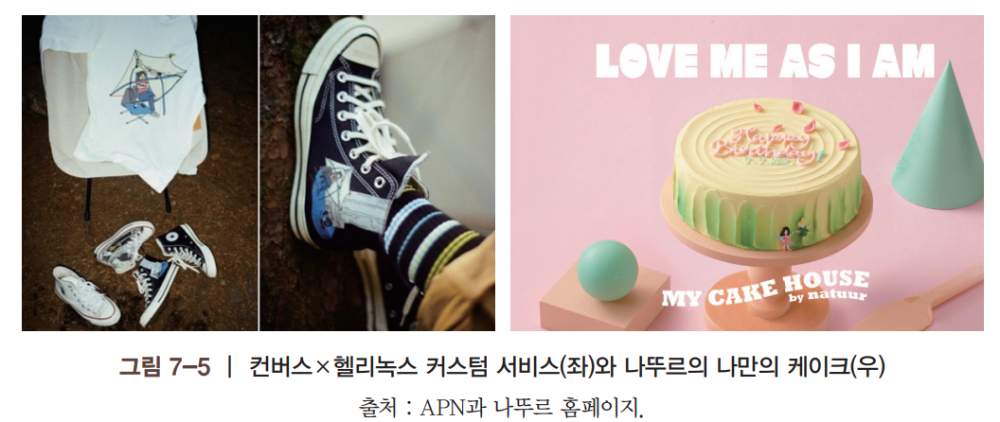 LOVE ME AS I AM
Happy
Birthday
MY CAKE HOUSE
by natuur
그림 7-5 | 컨버스×헬리녹스 커스텀 서비스(좌)와 나뚜르의 나만의 케이크(우)
출처 : APN과 나뚜르 홈페이지.